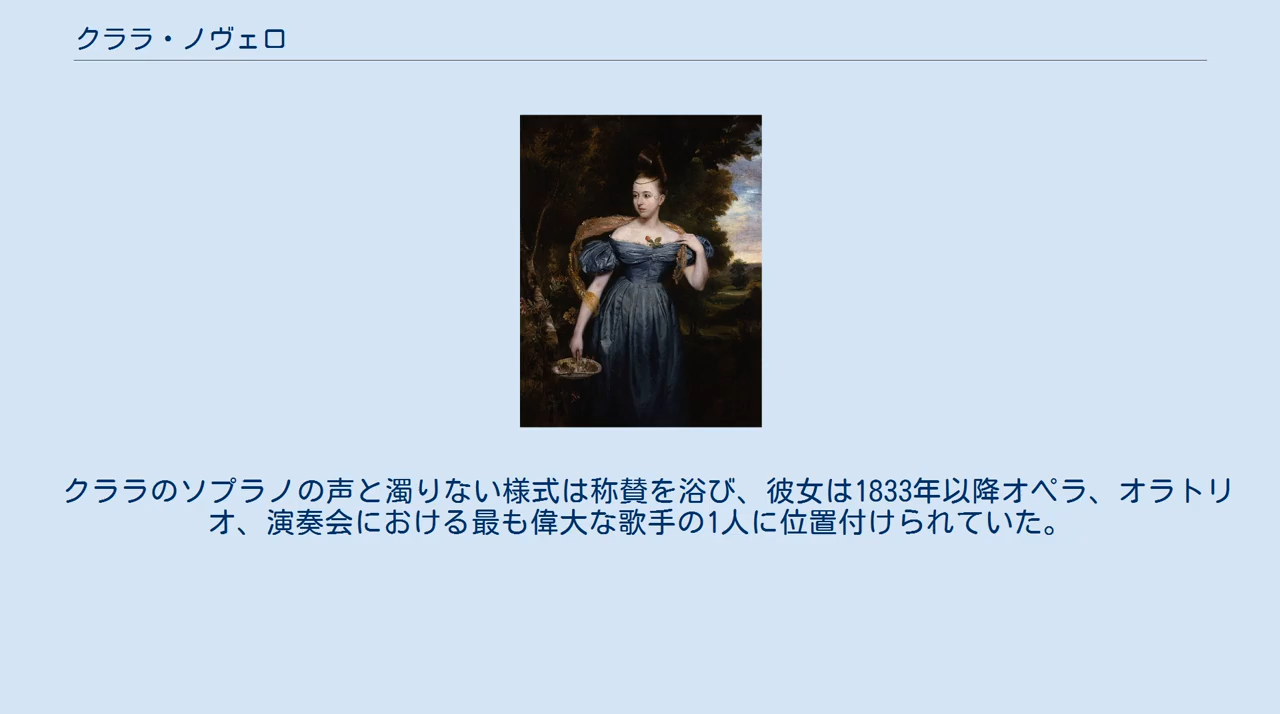 クララ・ノヴェロ
クララのソプラノの声と濁りない様式は称賛を浴び、彼女は1833年以降オペラ、オラトリ
オ、演奏会における最も偉大な歌手の1人に位置付けられていた。